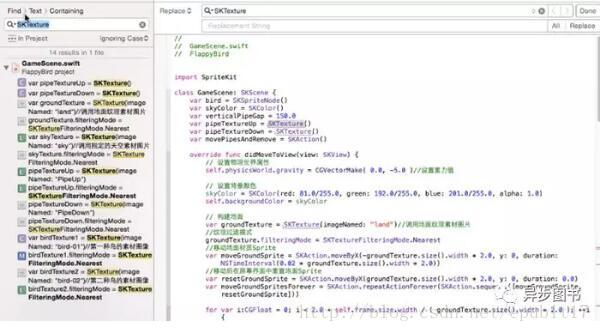 Find 〉 Text 〉 Containing
SKTexture
In Project
Ignoring Case
14 results in 1 file
GameScene.swift
FlappyBird project
var pipeTextureUp = SKTexture()
var pipeTextureDown = SKTexture()
var groundTexture = SKTexture(image
Named: "land")//调用地面纹理素材图片
groundTexture.filteringMode =
SKTextureFilteringMode.Nearest
var skyTexture = SKTexture(image
Named: //调用指定的天空素材图片
skyTexture.filteringMode =
SKTextureFilteringMode.Nearest
pipeTextureUp = SKTexture(image
Named: "PipeUp")
pipeTextureUp.filteringMode =
SKTextureFilteringMode.Nearest
pipeTextureDown = SKTexture(image
Named: "PipeDown")
pipeTextureDown.filteringMode =
SKTextureFilteringMode.Nearest
var birdTexture1 = SKTexture(image
Named: "bird-01")//第一种鸟的素材图像
birdTexture1.filteringMode =
SKTextureFilteringMode.Nearest
var birdTexture2 = SKTexture(image
Named: "bird-02")//第二种鸟的素材图像
birdTexture2.filteringMode =
SKTextureFilteringMode.Nearest
Replace
SKTexture
Done
Replacement String
All
Replace
//
// GameScene.swift
// FlappyBird
import SpriteKit
class GameScene: SKScene {
var bird = SKSpriteNode()
var skyColor = SKColor()
var verticalPipeGap = 150.0
var pipeTextureUp = SKTexture()
var pipeTextureDown = SKTexture()
var movePipesAndRemove = SKAction()
override func didMoveToView(view: SKView) {
// 设置物理世界属性
self.physicsWorld.gravity = CGVectorMake( 0.0, -5.0 )//设置重力值
// 设置背景颜色
skyColor = SKColor(red: 81.0/255.0, green: 192.0/255.0, blue: 201.0/255.0, alpha: 1.0)
self.backgroundColor = skyColor
// 构建地面
var groundTexture = SKTexture(imageNamed: "land")//调用地面纹理素材图片
//纹理过滤模式
groundTexture.filteringMode = SKTextureFilteringMode.Nearest
//移动地面材质Sprite
var moveGroundSprite = SKAction.moveByX(-groundTexture.size().width * 2.0, y: 0, duration:
NSTimeInterval(0.02 * groundTexture.size().width * 2.0))
//移动后在屏幕界面中重置地面Sprite
var resetGroundSprite = SKAction.moveByX(groundTexture.size().width * 2.0, y: 0, duration: 0.0)
var moveGroundSpritesForever = SKAction.repeatActionForever(SKAction.sequence([moveGroundSprite,
resetGroundSprite]))
for var i:CGFloat = 0; i < 2.0 + self.frame.size.width / ( groundTexture.size().width * 2.0 ); ++i
{
异步图书